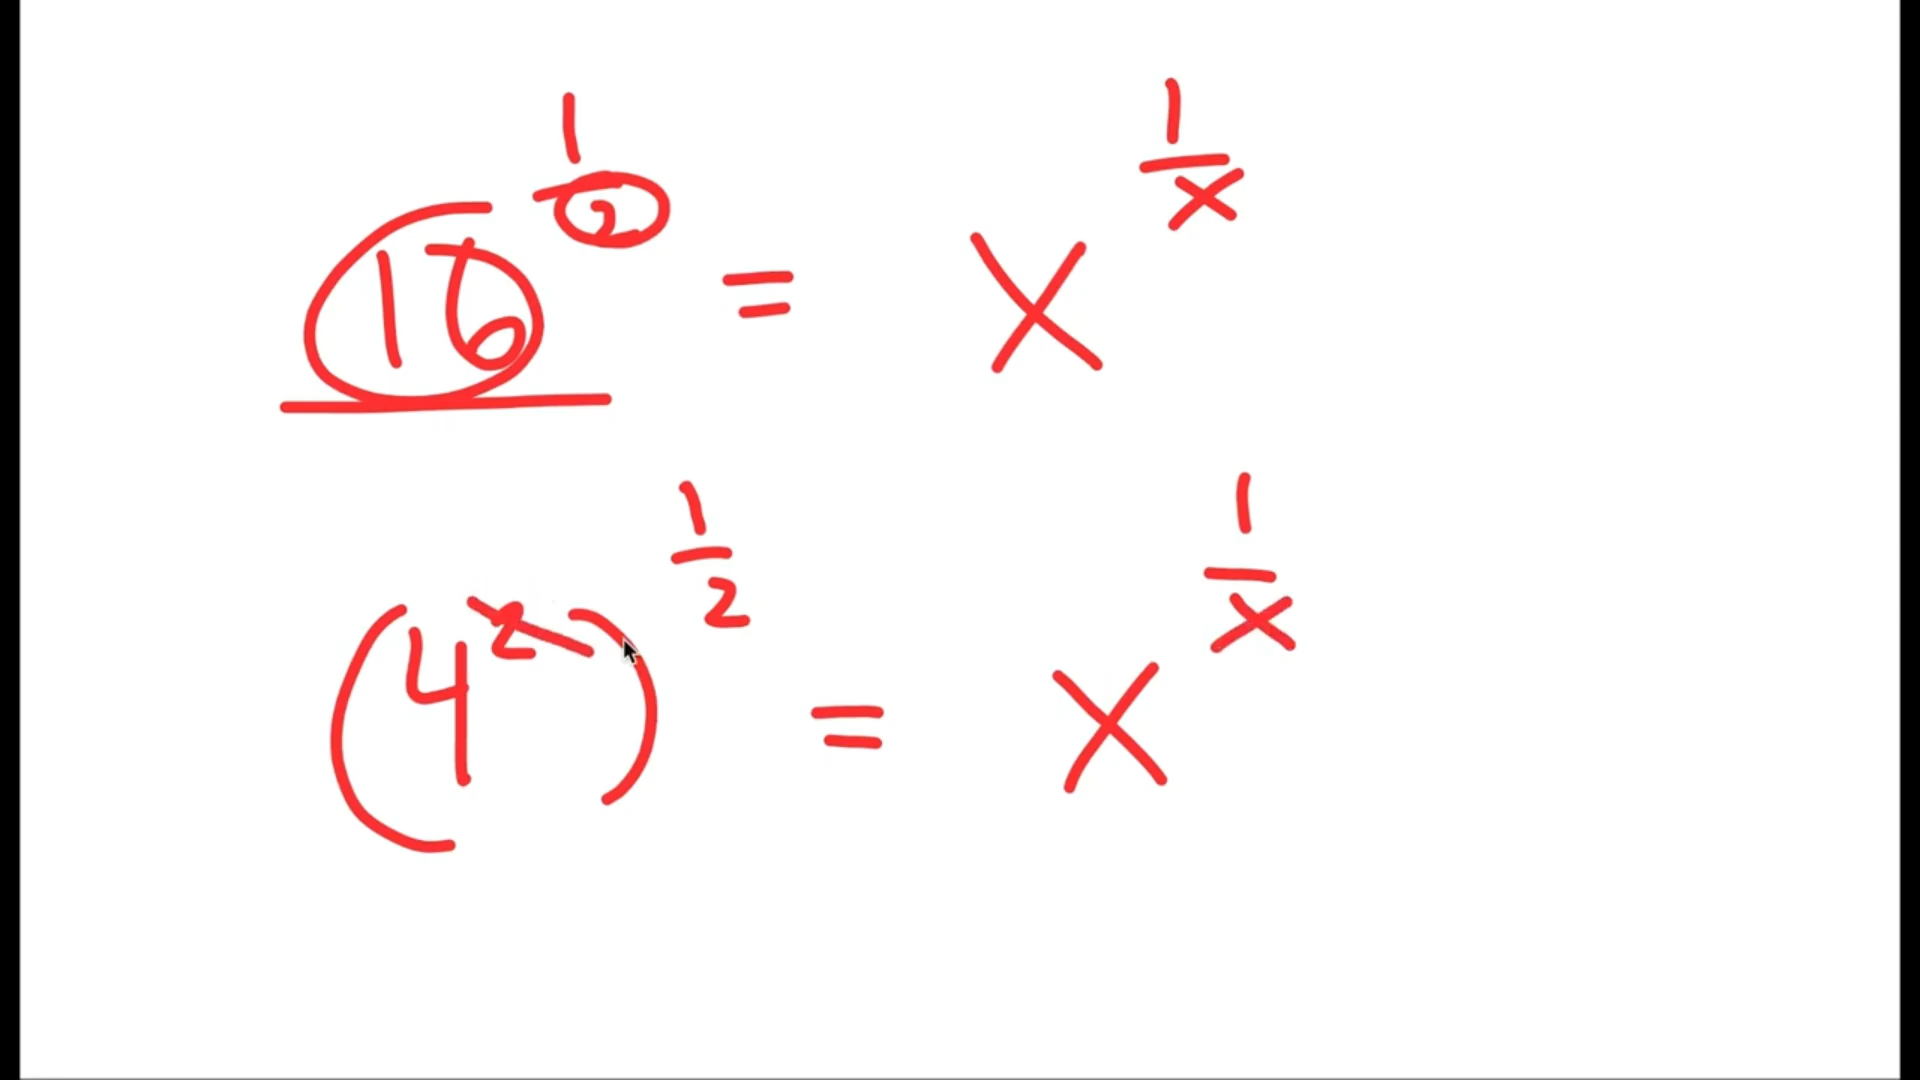 16^(1/2) = x^(1/x)
(4^2)^(1/2) = x^(1/x)